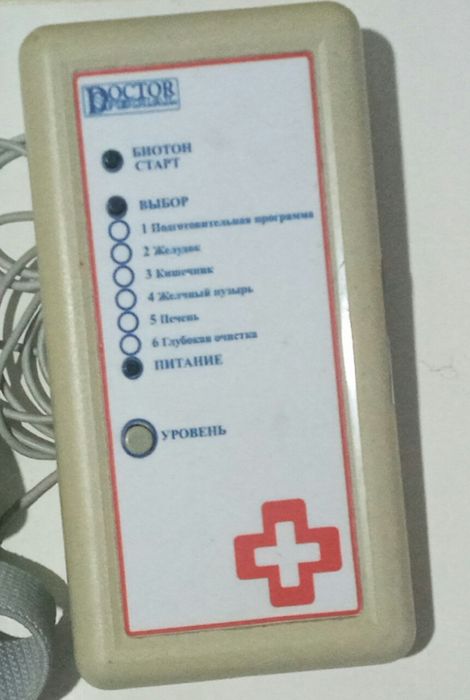 DOCTOR
БИОТОН
СТАРТ
ВЫБОР
1 Подготовительная программа
2 Желудок
3 Кишечник
4 Желчный пузырь
5 Печень
6 Глубокая очистка
ПИТАНИЕ
УРОВЕНЬ